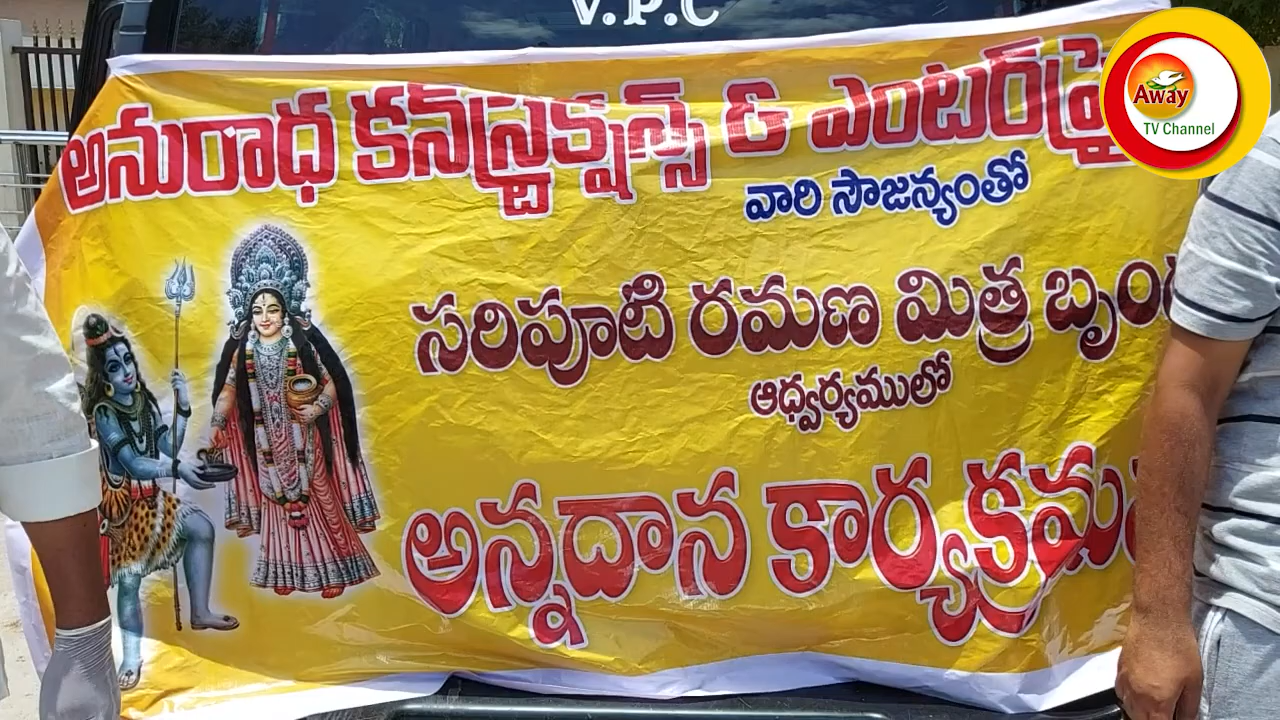 V.P.C
Away
TV Channel
అనురాధ కన్‌స్ట్రక్షన్స్ & ఎంటర్‌ప్రై
వారి సౌజన్యంతో
సరిపూటి రమణ మిత్ర బృం
ఆధ్వర్యములో
అన్నదాన కార్యక్రమ